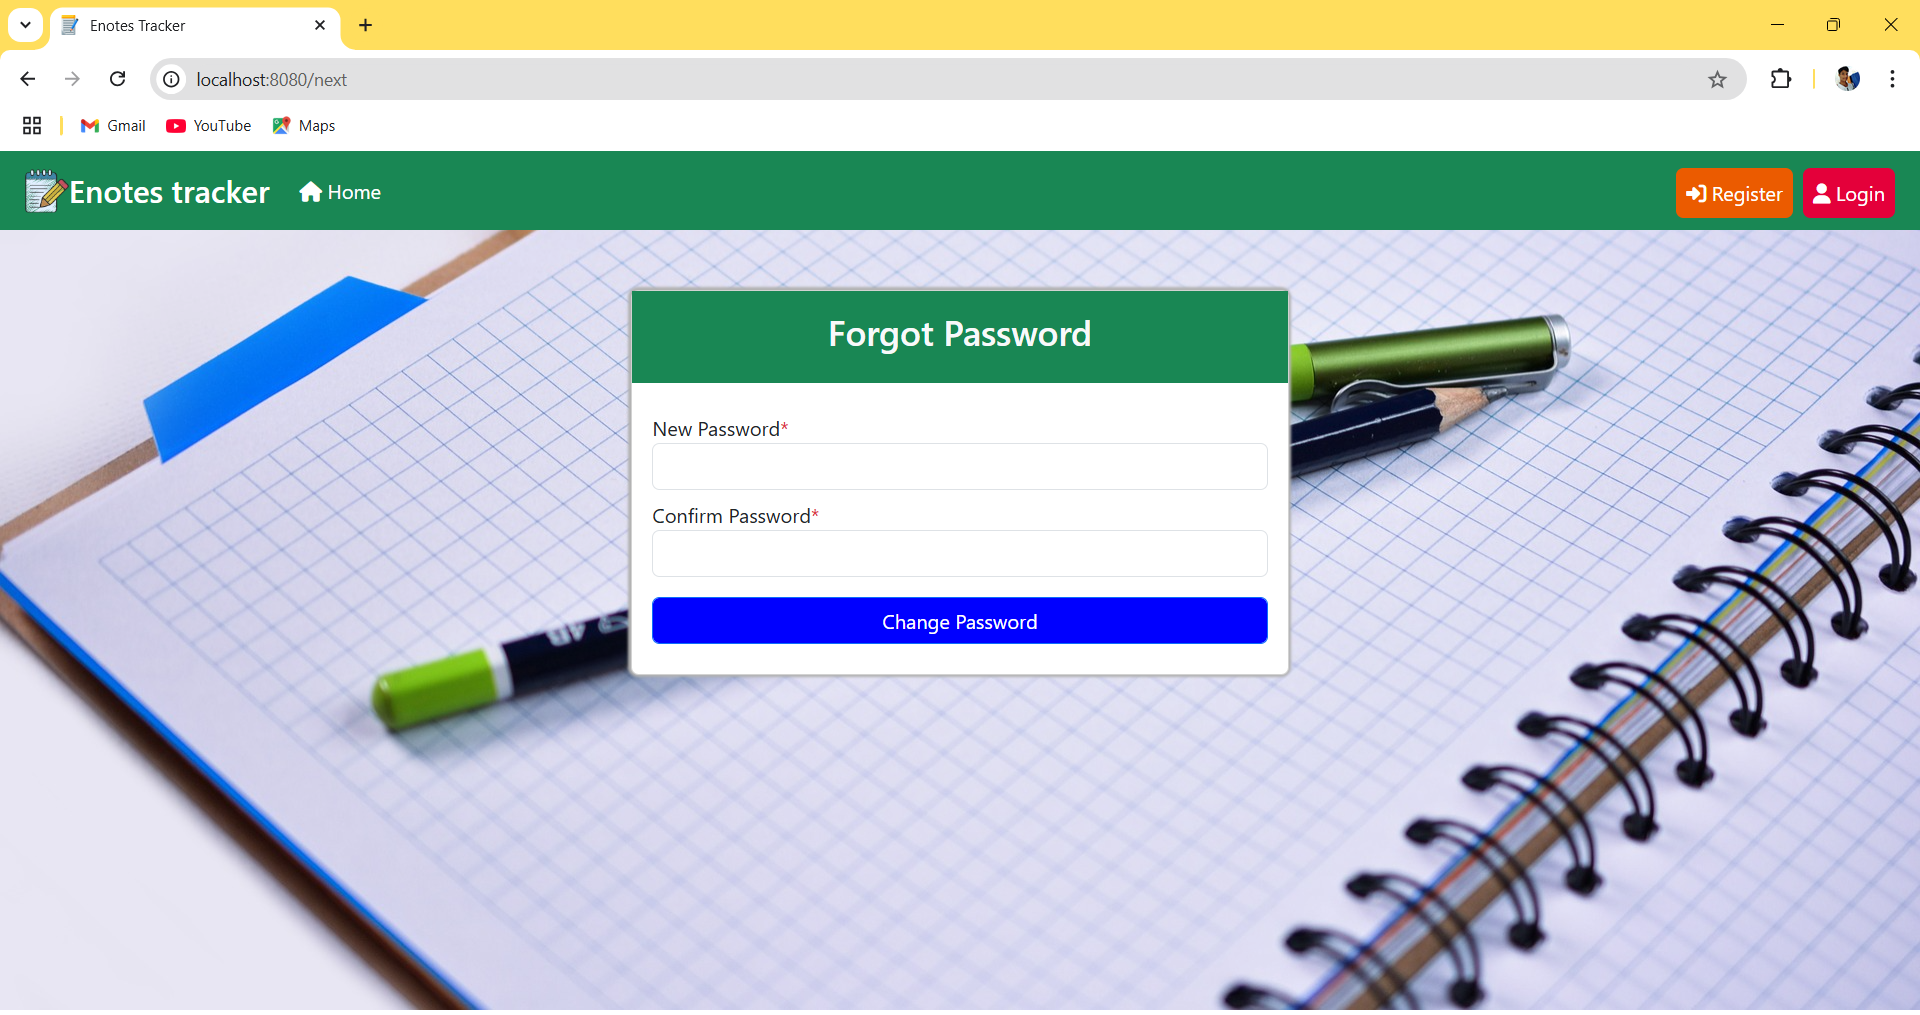 Enotes Tracker
localhost:8080/next
Gmail
YouTube
Maps
Enotes tracker
Home
Register
Login
Forgot Password
New Password*
Confirm Password*
Change Password
4B